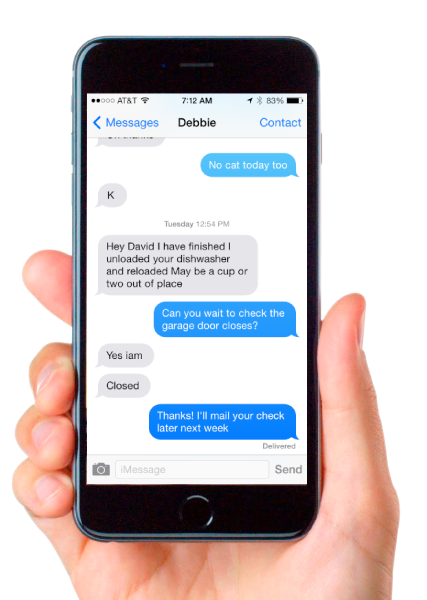 AT&T 7:12 AM 83%
Messages Debbie Contact
No cat today too
K
Tuesday 12:54 PM
Hey David I have finished I
unloaded your dishwasher
and reloaded May be a cup or
two out of place
Can you wait to check the
garage door closes?
Yes iam
Closed
Thanks! I'll mail your check
later next week
Delivered
iMessage Send